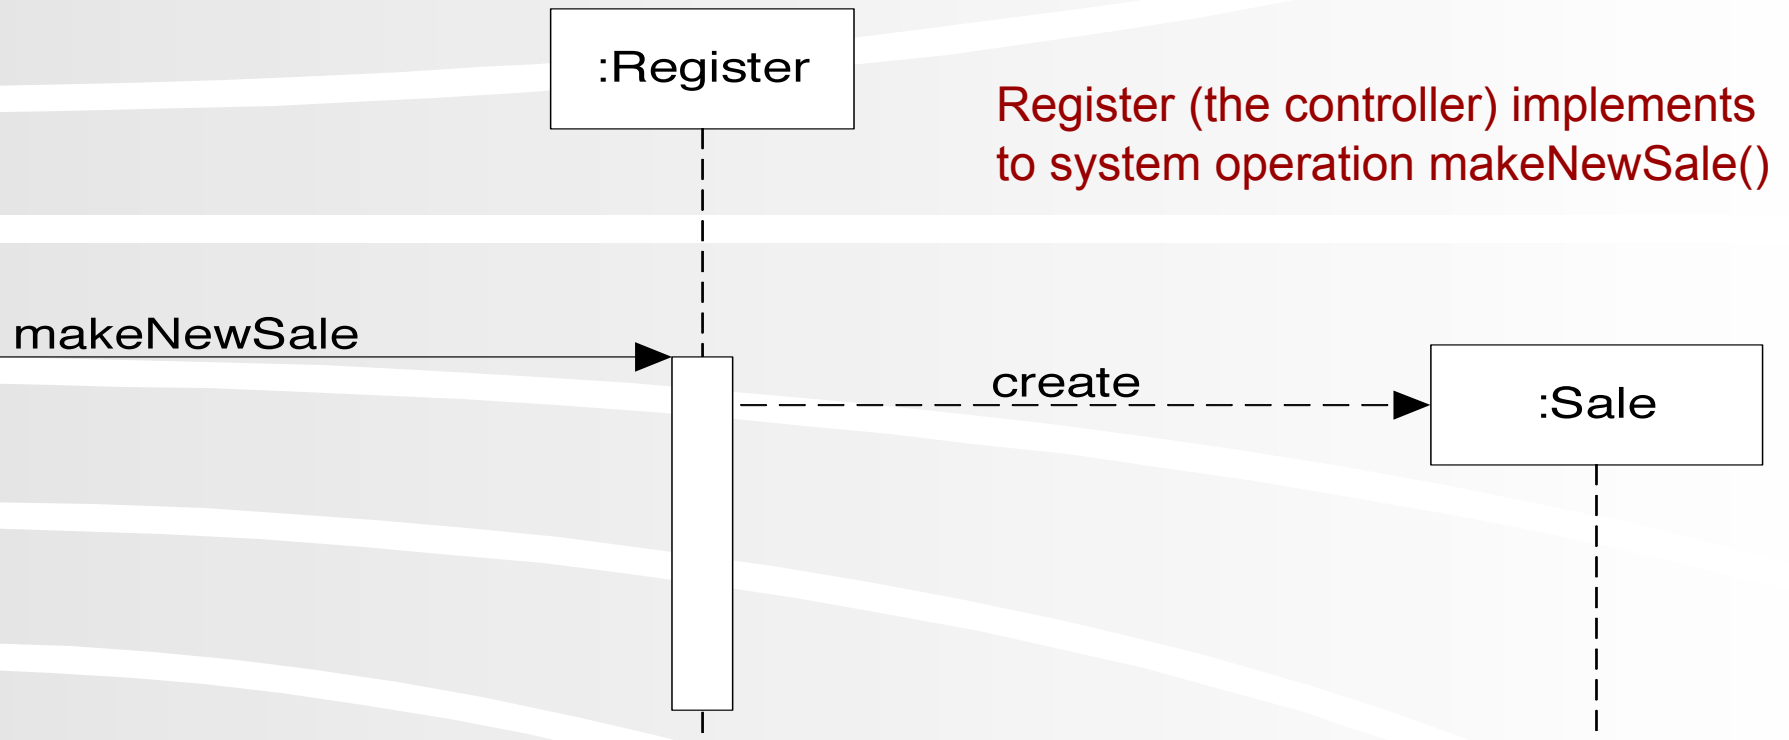 :Register
Register (the controller) implements
to system operation makeNewSale()
makeNewSale
create
:Sale